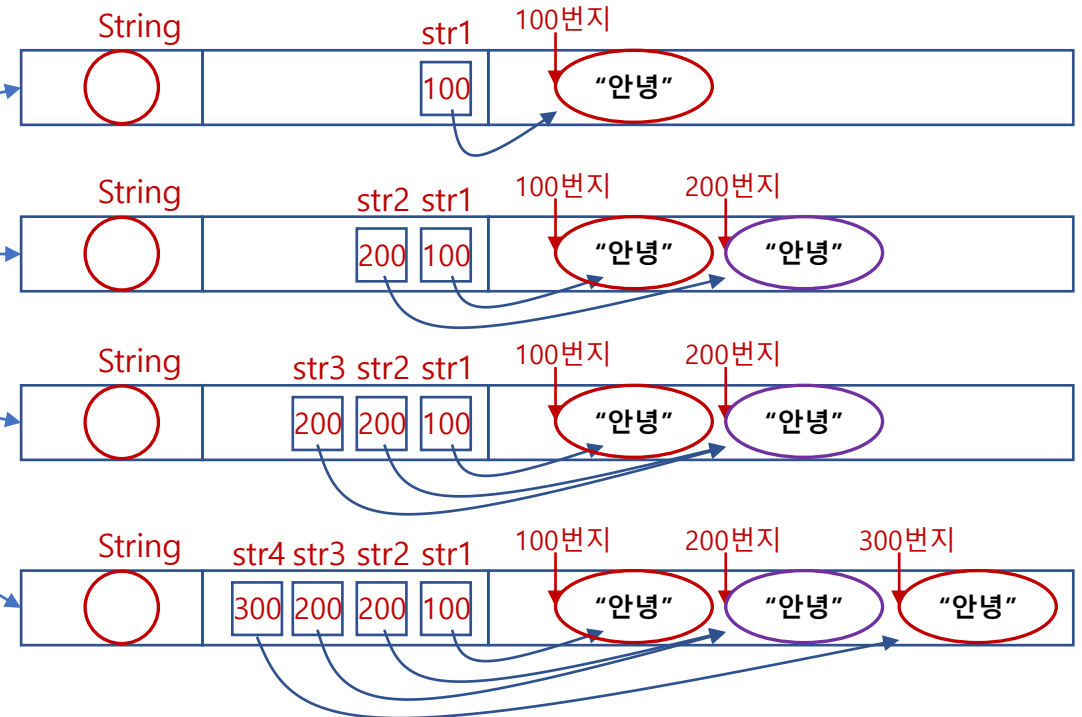 String str1 100번지
100 “안녕”
String str2 str1 100번지 200번지
200 100 “안녕” “안녕”
String str3 str2 str1 100번지 200번지
200 200 100 “안녕” “안녕”
String str4 str3 str2 str1 100번지 200번지 300번지
300 200 200 100 “안녕” “안녕” “안녕”